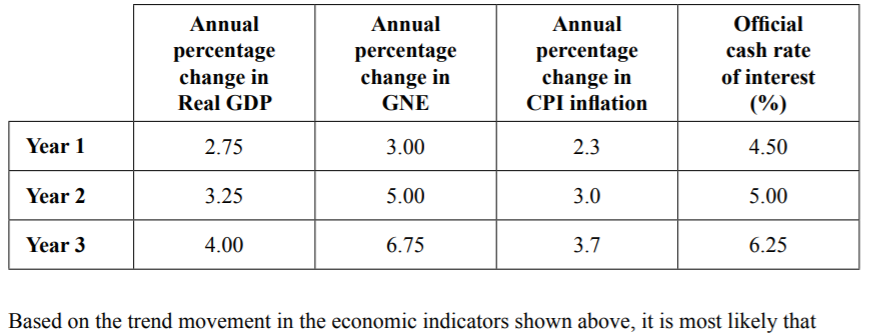 Annual percentage change in Real GDP | Annual percentage change in GNE | Annual percentage change in CPI inflation | Official cash rate of interest (%)
Year 1 | 2.75 | 3.00 | 2.3 | 4.50
Year 2 | 3.25 | 5.00 | 3.0 | 5.00
Year 3 | 4.00 | 6.75 | 3.7 | 6.25
Based on the trend movement in the economic indicators shown above, it is most likely that